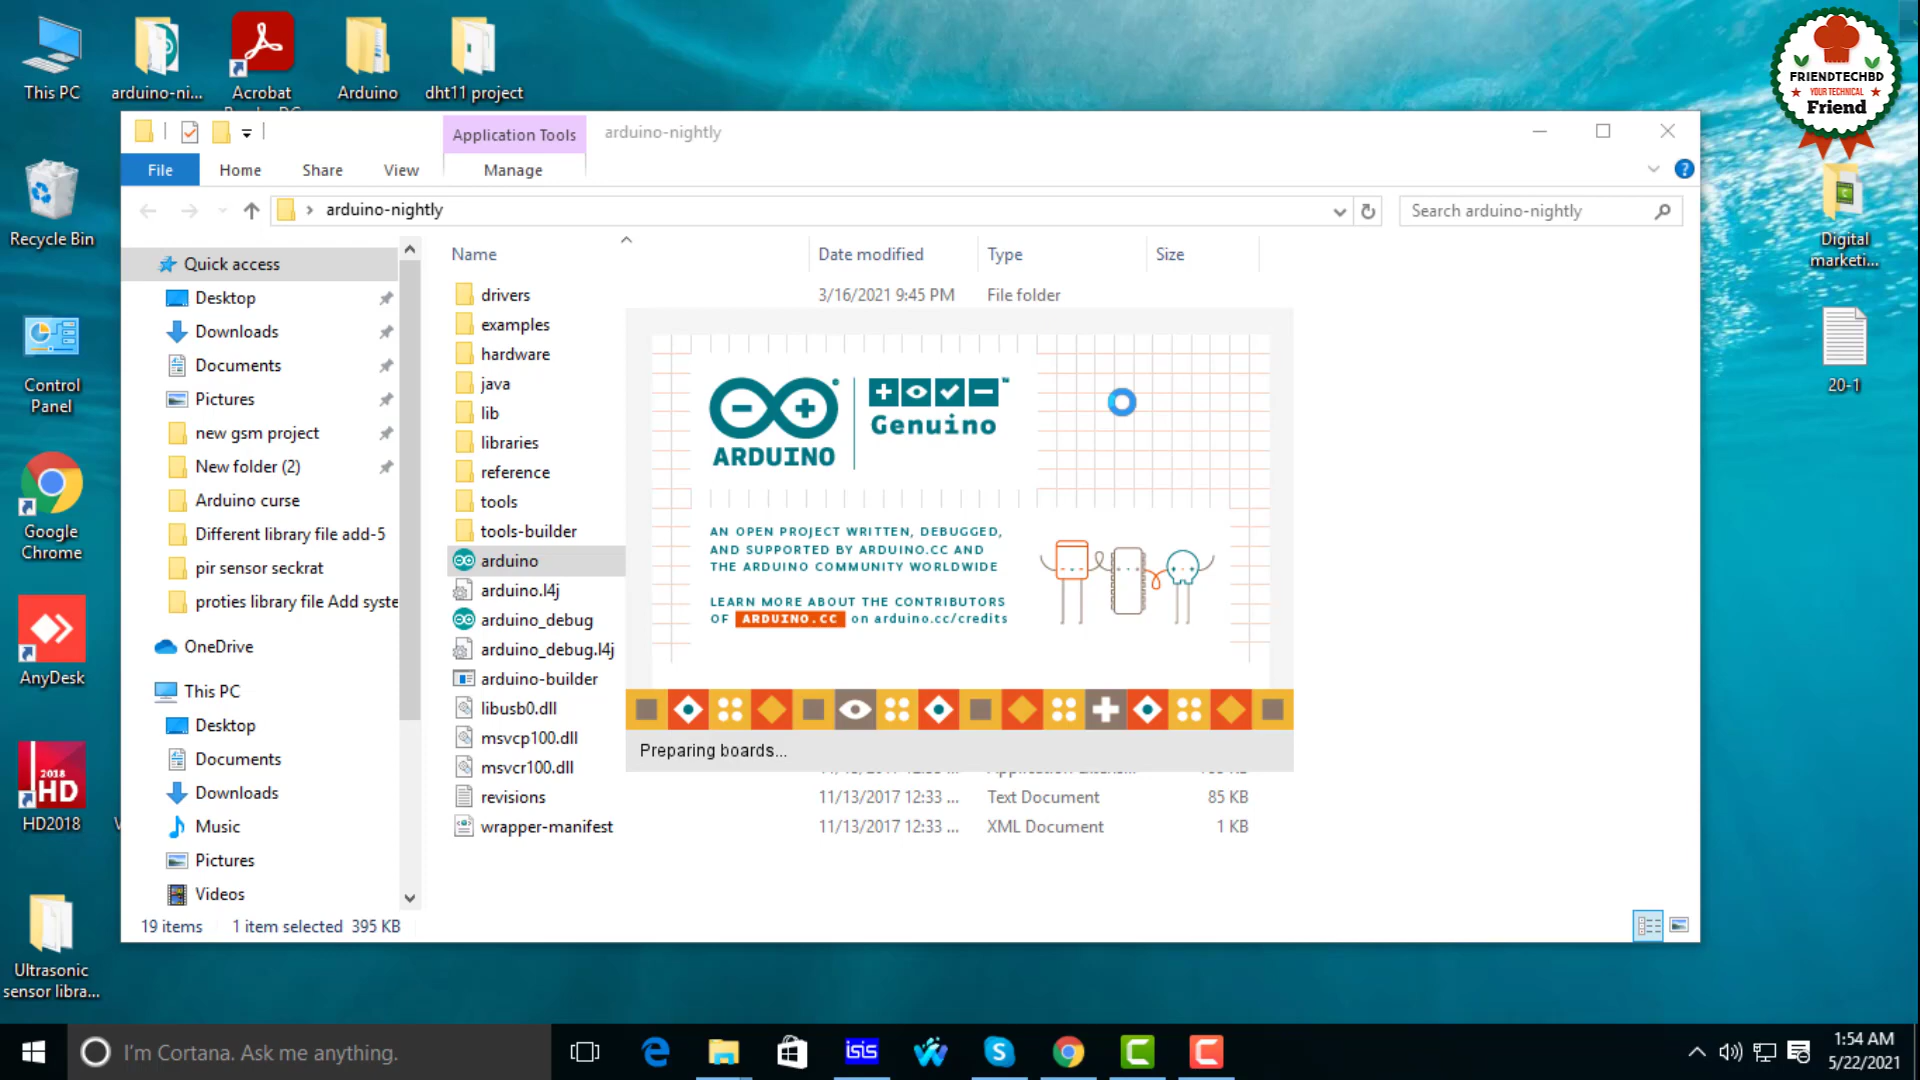 This PC
arduino-ni...
Acrobat
Arduino
dht11 project
FRIENDTECHBD
YOUR TECHNICAL
Friend
Application Tools
arduino-nightly
File
Home
Share
View
Manage
arduino-nightly
Search arduino-nightly
Recycle Bin
Control
Panel
Google
Chrome
AnyDesk
2018
HD
HD2018
Ultrasonic
sensor libra...
Digital
marketi...
20-1
Quick access
Desktop
Downloads
Documents
Pictures
new gsm project
New folder (2)
Arduino curse
Different library file add-5
pir sensor seckrat
proties library file Add syste
OneDrive
This PC
Desktop
Documents
Downloads
Music
Pictures
Videos
Name
Date modified
Type
Size
drivers
3/16/2021 9:45 PM
File folder
examples
hardware
java
lib
libraries
reference
tools
tools-builder
arduino
arduino.l4j
arduino_debug
arduino_debug.l4j
arduino-builder
libusb0.dll
msvcp100.dll
msvcr100.dll
revisions
11/13/2017 12:33 ...
Text Document
85 KB
wrapper-manifest
11/13/2017 12:33 ...
XML Document
1 KB
ARDUINO
Genuino
TM
AN OPEN PROJECT WRITTEN, DEBUGGED,
AND SUPPORTED BY ARDUINO.CC AND
THE ARDUINO COMMUNITY WORLDWIDE
LEARN MORE ABOUT THE CONTRIBUTORS
OF ARDUINO.CC on arduino.cc/credits
Preparing boards...
19 items
1 item selected 395 KB
I'm Cortana. Ask me anything.
isis
1:54 AM
5/22/2021